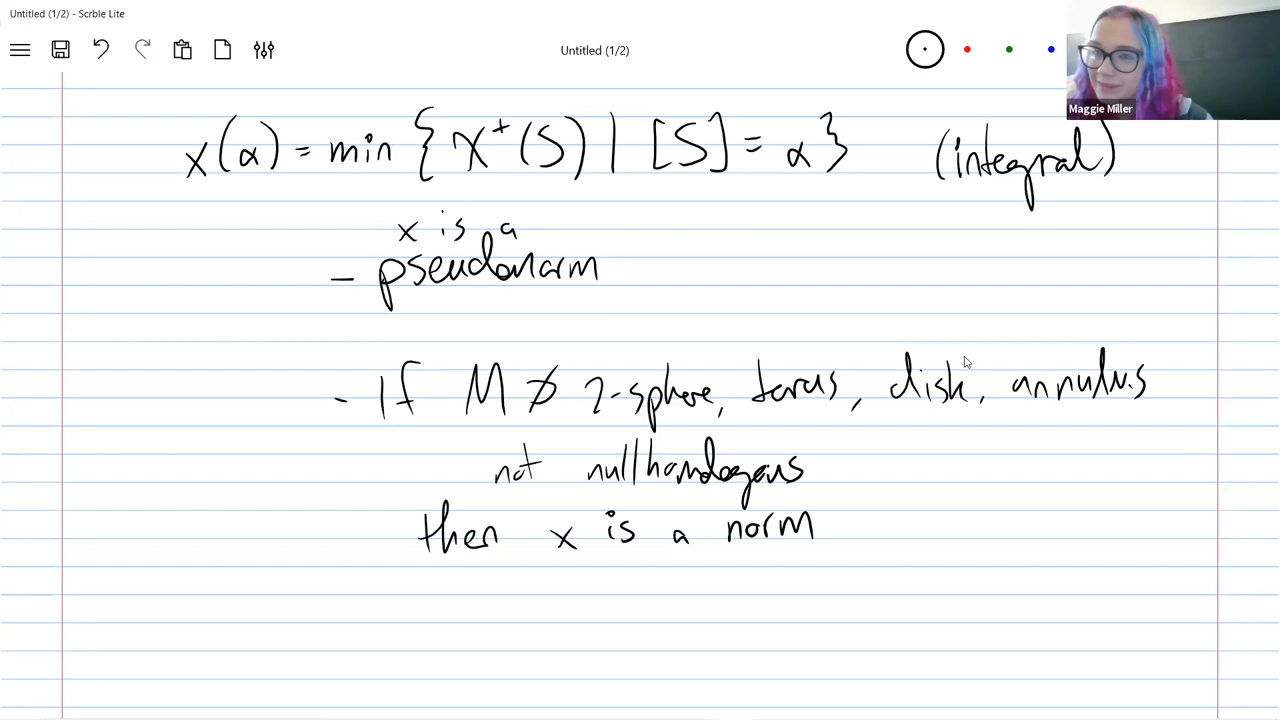 Untitled (1/2) - Scrble Lite
Untitled (1/2)
Maggie Miller
x(α) = min { χ⁺(S) | [S] = α } (integral)
x is a
- pseudonorm
- If M ∌ 2-sphere, torus, disk, annulus
not nullhomologous
then x is a norm